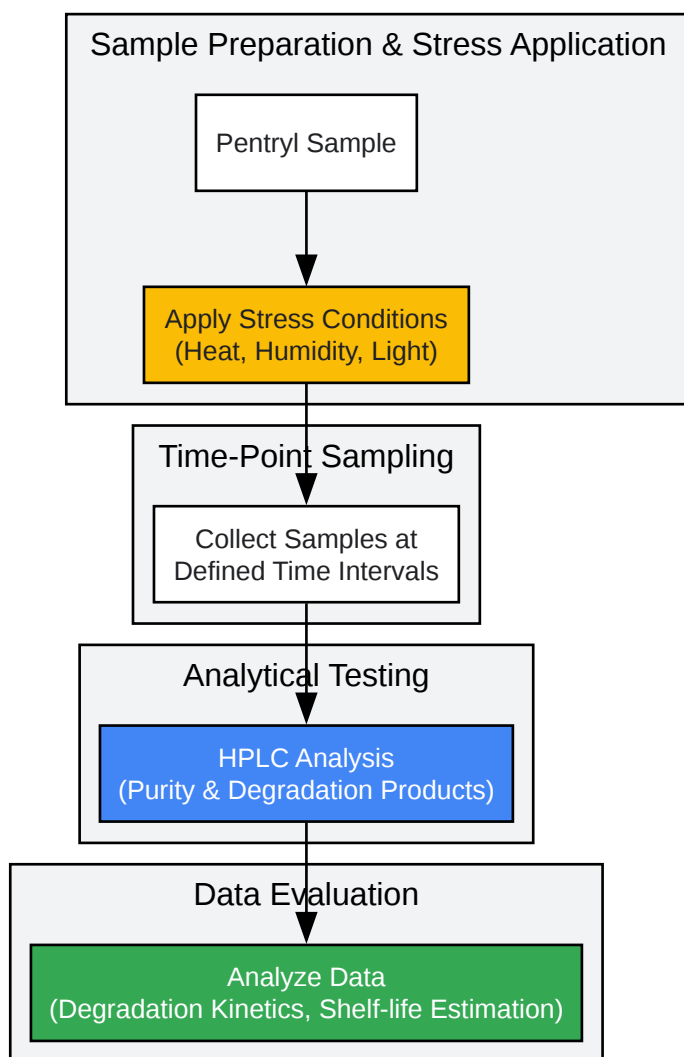 Sample Preparation & Stress Application
Pentryl Sample
Apply Stress Conditions
(Heat, Humidity, Light)
Time-Point Sampling
Collect Samples at
Defined Time Intervals
Analytical Testing
HPLC Analysis
(Purity & Degradation Products)
Data Evaluation
Analyze Data
(Degradation Kinetics, Shelf-life Estimation)